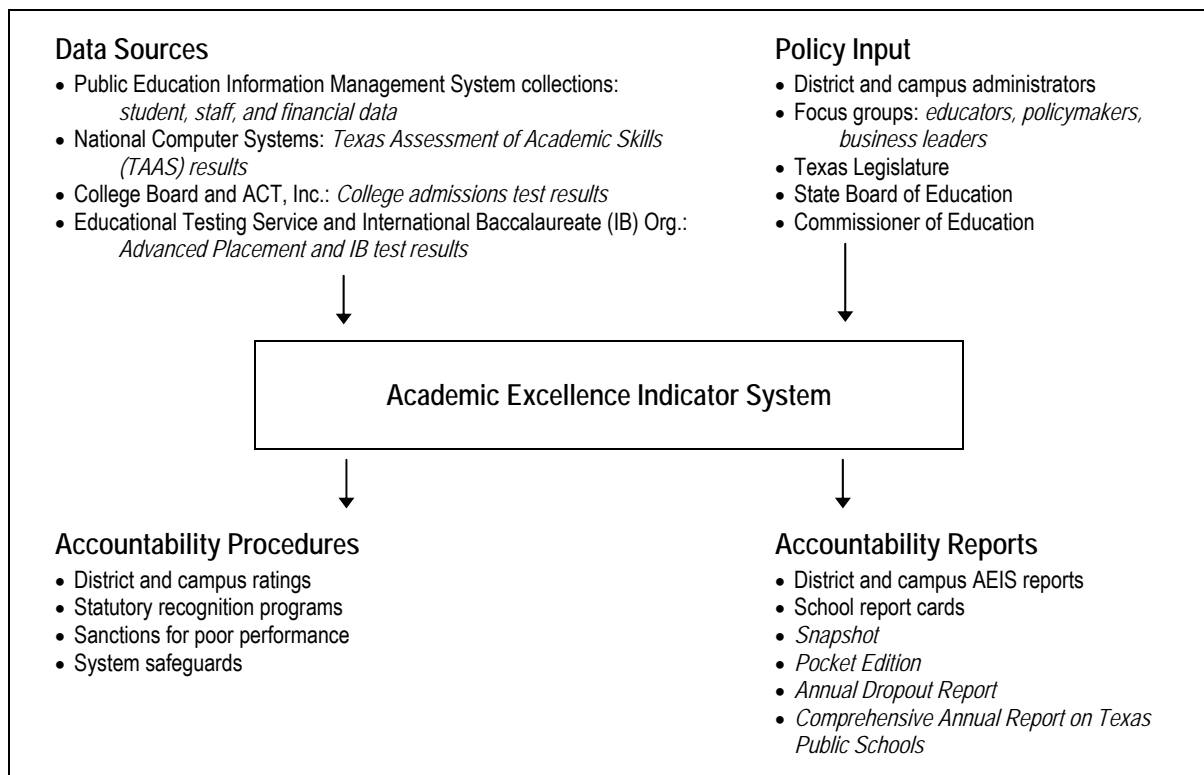 Data Sources
• Public Education Information Management System collections:
student, staff, and financial data
• National Computer Systems: Texas Assessment of Academic Skills
(TAAS) results
• College Board and ACT, Inc.: College admissions test results
• Educational Testing Service and International Baccalaureate (IB) Org.:
Advanced Placement and IB test results
Policy Input
• District and campus administrators
• Focus groups: educators, policymakers,
business leaders
• Texas Legislature
• State Board of Education
• Commissioner of Education
Academic Excellence Indicator System
Accountability Procedures
• District and campus ratings
• Statutory recognition programs
• Sanctions for poor performance
• System safeguards
Accountability Reports
• District and campus AEIS reports
• School report cards
• Snapshot
• Pocket Edition
• Annual Dropout Report
• Comprehensive Annual Report on Texas
Public Schools